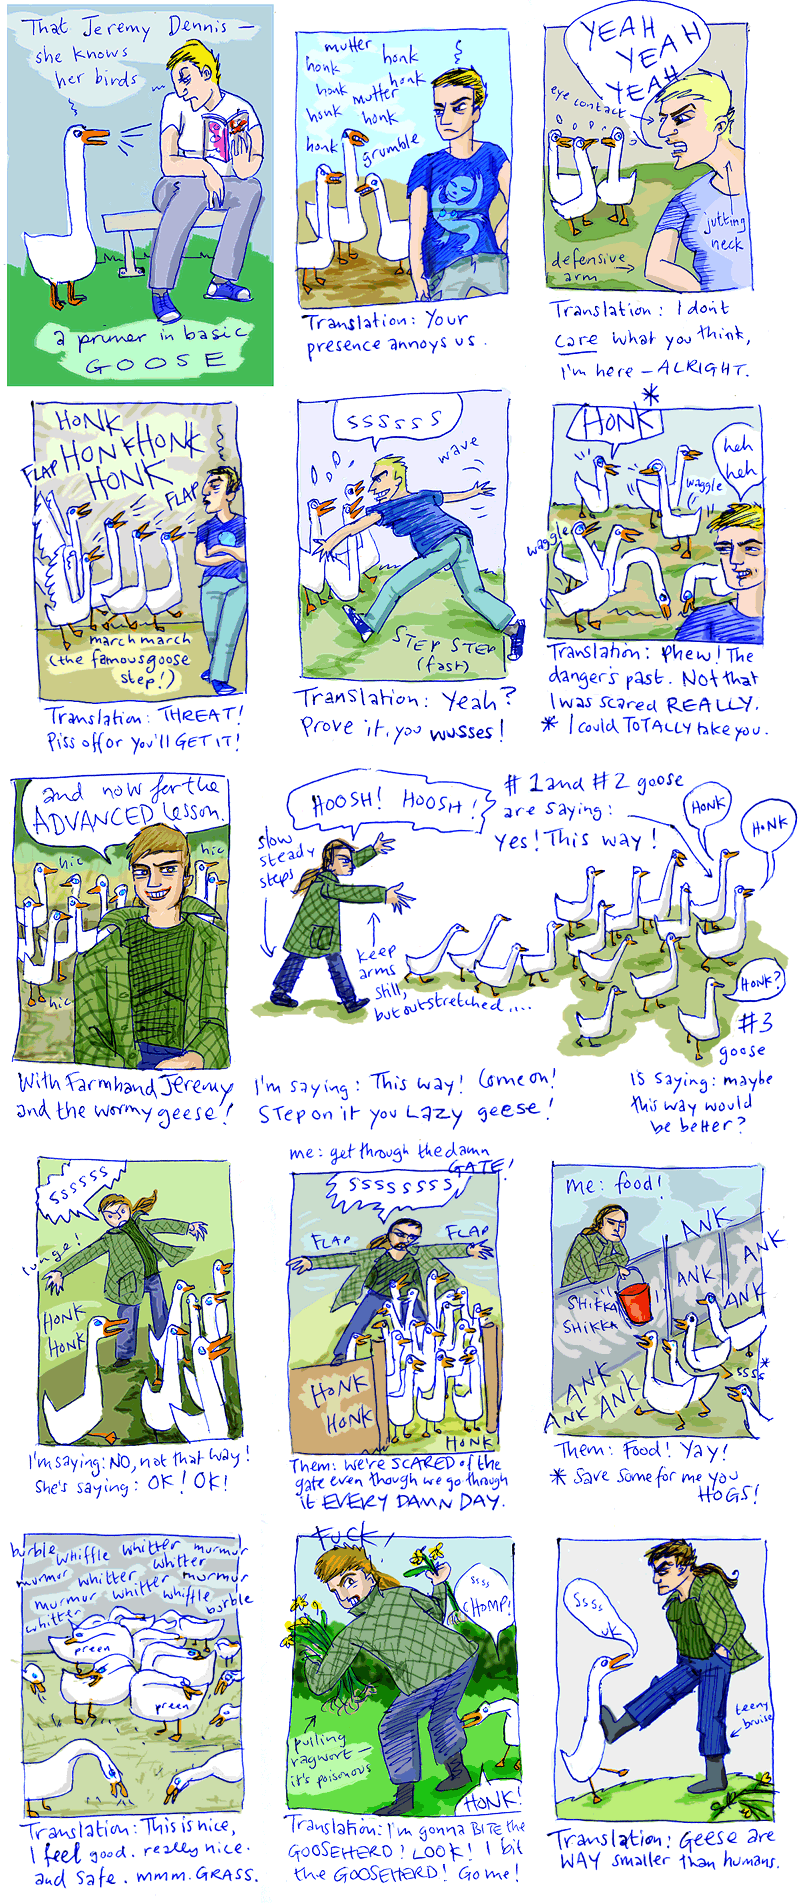 That Jeremy Dennis —
she knows
her birds
a primer in basic
GOOSE
mutter
honk
honk
honk
honk
mutter
honk
honk
honk
grumble
Translation: Your
presence annoys us.
YEAH
YEAH
YEAH
eye contact
jutting
neck
defensive
arm
Translation: I don't
care what you think,
I'm here — ALRIGHT.
HONK
HONK HONK
HONK
FLAP
FLAP
march march
(the famous goose
step!)
Translation: THREAT!
Piss off or you'll GET IT!
SSSSSS
wave
STEP STEP
(fast)
Translation: Yeah?
Prove it, you wusses!
*
HONK
heh
heh
waggle
waggle
Translation: Phew! The
danger's past. Not that
I was scared REALLY.
* I could TOTALLY take you.
and now for the
ADVANCED lesson.
hic
hic
hic
With Farmhand Jeremy
and the wormy geese!
HOOSH! HOOSH!
slow
steady
steps
keep
arms
still,
but outstretched....
I'm saying: This way! Come on!
Step on it you LAZY geese!
#1 and #2 goose
are saying:
yes! This way!
HONK
HONK
HONK?
#3
goose
is saying: maybe
this way would
be better?
SSSSSS
lunge!
HONK
HONK
I'm saying: NO, not that way!
She's saying: OK! OK!
me: get through the damn
GATE!
SSSSSSSS
FLAP
FLAP
HONK
HONK
HONK
Them: We're SCARED of the
gate even though we go through
it EVERY DAMN DAY.
me: food!
ANK
ANK
ANK
ANK
SHIKKA
SHIKKA
ANK
ANK ANK
ssss*
Them: Food! Yay!
* Save some for me you
HOGS!
burble whiffle whitter murmur
whitter
murmur whitter murmur
murmur whitter whiffle
whitter burble
preen
preen
Translation: This is nice,
I feel good. really nice.
and safe. mmm. GRASS.
FUCK!
ssss
CHOMP!
pulling
ragwort —
it's poisonous
HONK!
Translation: I'm gonna BITE the
GOOSEHERD! LOOK! I bit
the GOOSEHERD! Go me!
Ssss
uk
teeny
bruise
Translation: Geese are
WAY smaller than humans.